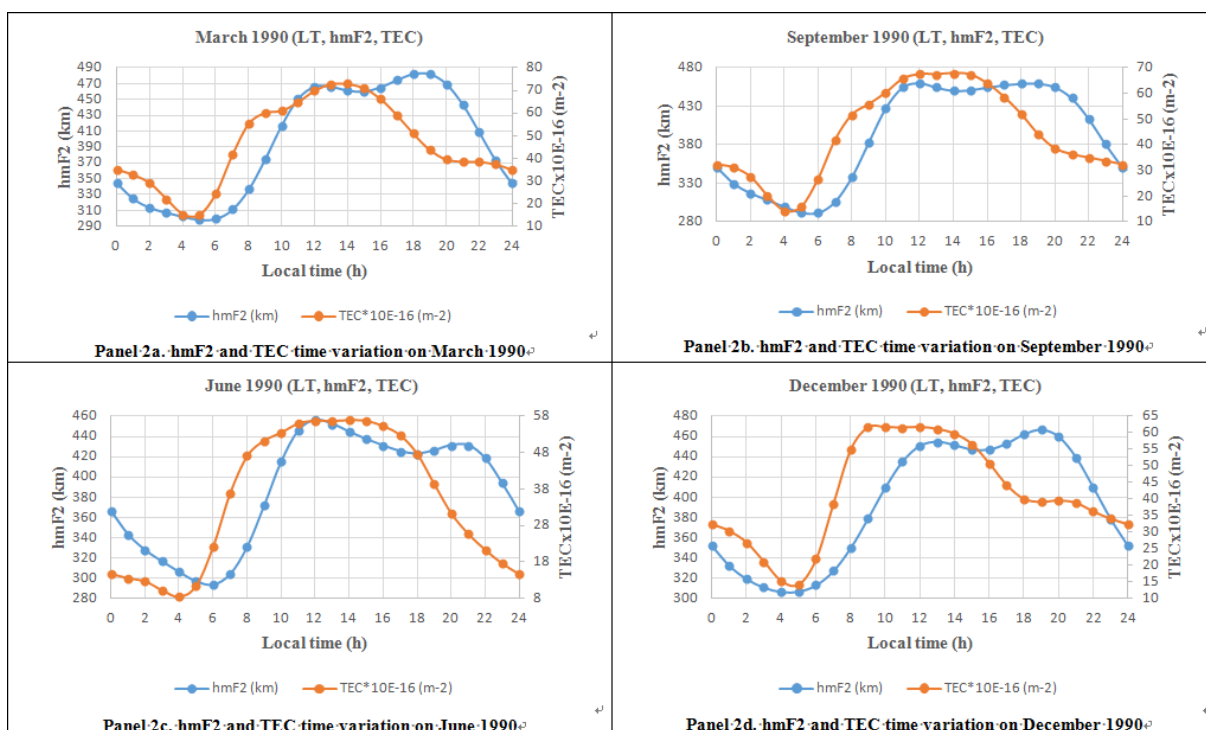 March 1990 (LT, hmF2, TEC)
hmF2 (km)
490
470
450
430
410
390
370
350
330
310
290
80
70
60
50
40
30
20
10
TECx10E-16 (m-2)
0 2 4 6 8 10 12 14 16 18 20 22 24
Local time (h)
hmF2 (km) TEC*10E-16 (m-2)
Panel 2a. hmF2 and TEC time variation on March 1990
September 1990 (LT, hmF2, TEC)
hmF2 (km)
480
430
380
330
280
70
60
50
40
30
20
10
TECx10E-16 (m-2)
0 2 4 6 8 10 12 14 16 18 20 22 24
Local time (h)
hmF2 (km) TEC*10E-16 (m-2)
Panel 2b. hmF2 and TEC time variation on September 1990
June 1990 (LT, hmF2, TEC)
hmF2 (km)
460
440
420
400
380
360
340
320
300
280
58
48
38
28
18
8
TECx10E-16 (m-2)
0 2 4 6 8 10 12 14 16 18 20 22 24
Local time (h)
hmF2 (km) TEC*10E-16 (m-2)
Panel 2c. hmF2 and TEC time variation on June 1990
December 1990 (LT, hmF2, TEC)
hmF2 (km)
480
460
440
420
400
380
360
340
320
300
65
60
55
50
45
40
35
30
25
20
15
10
TECx10E-16 (m-2)
0 2 4 6 8 10 12 14 16 18 20 22 24
Local time (h)
hmF2 (km) TEC*10E-16 (m-2)
Panel 2d. hmF2 and TEC time variation on December 1990